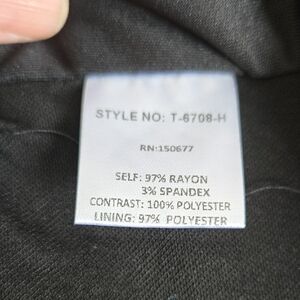 STYLE NO: T-6708-H
RN:150677
SELF: 97% RAYON
3% SPANDEX
CONTRAST: 100% POLYESTER
LINING: 97% POLYESTER